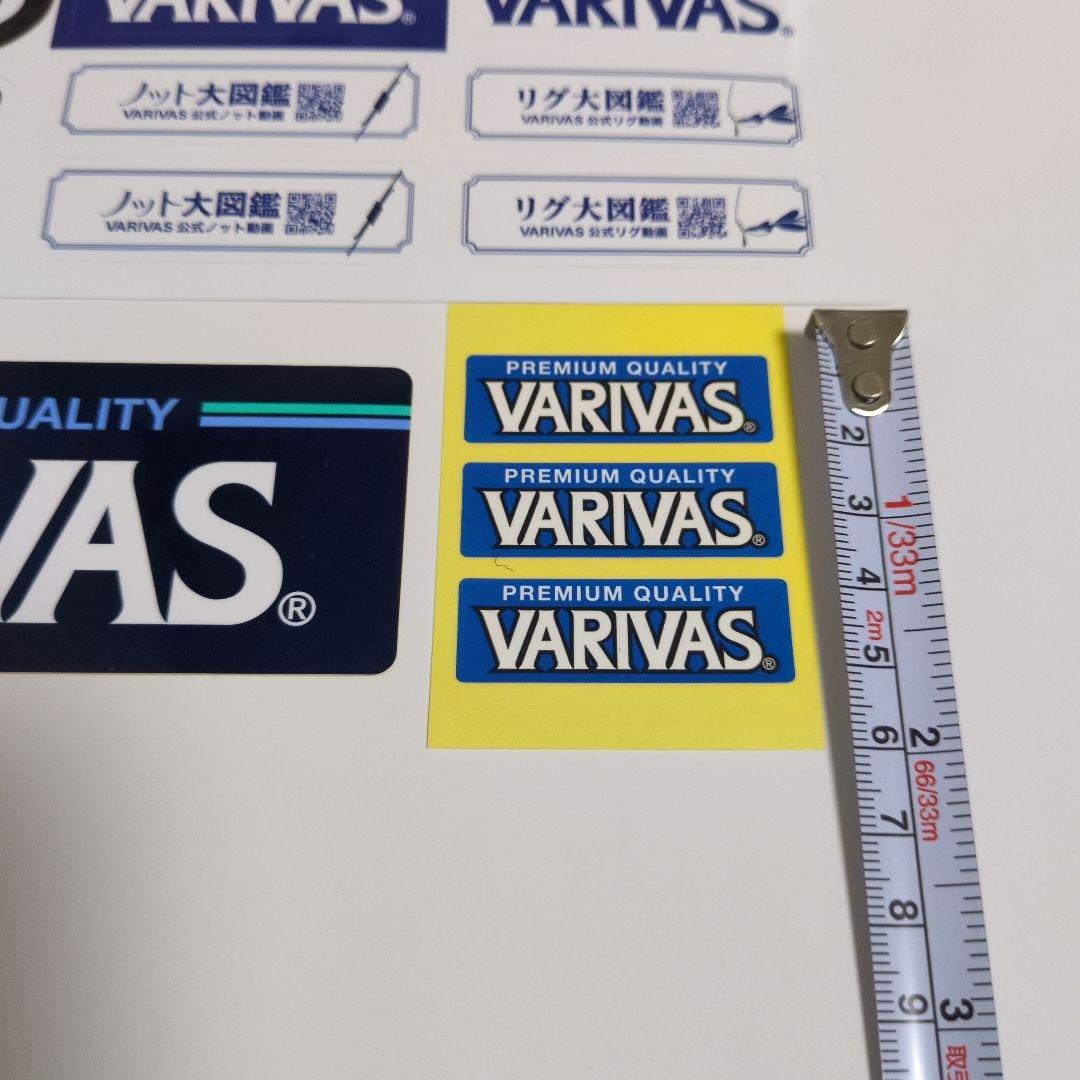 VARIVAS®
VARIVAS®
ノット大図鑑
VARIVAS 公式ノット動画
リグ大図鑑
VARIVAS 公式リグ動画
ノット大図鑑
VARIVAS 公式ノット動画
リグ大図鑑
VARIVAS 公式リグ動画
UALITY
VAS®
PREMIUM QUALITY
VARIVAS®
PREMIUM QUALITY
VARIVAS®
PREMIUM QUALITY
VARIVAS®
2
3
1
/33m
4
2m
5
6
2
66/33m
7
8
9
3
取